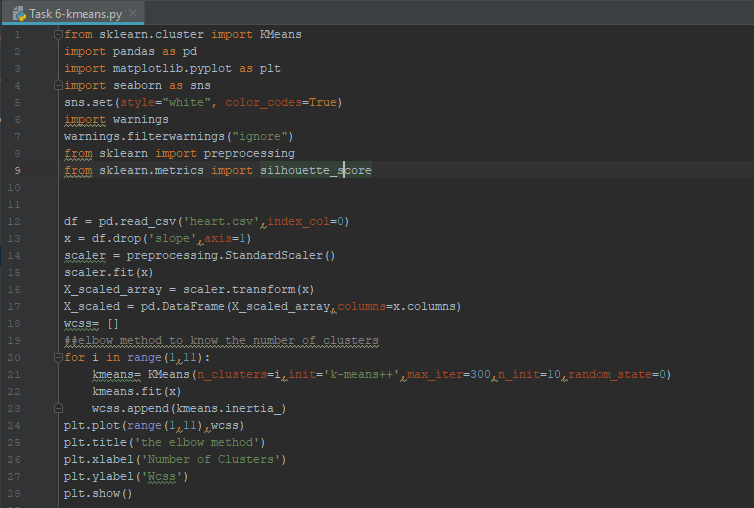 Task 6-kmeans.py
1 from sklearn.cluster import KMeans
2 import pandas as pd
3 import matplotlib.pyplot as plt
4 import seaborn as sns
5 sns.set(style="white", color_codes=True)
6 import warnings
7 warnings.filterwarnings("ignore")
8 from sklearn import preprocessing
9 from sklearn.metrics import silhouette_score
10
11
12 df = pd.read_csv('heart.csv',index_col=0)
13 x = df.drop('slope',axis=1)
14 scaler = preprocessing.StandardScaler()
15 scaler.fit(x)
16 X_scaled_array = scaler.transform(x)
17 X_scaled = pd.DataFrame(X_scaled_array,columns=x.columns)
18 wcss= []
19 ##elbow method to know the number of clusters
20 for i in range(1,11):
21 kmeans= KMeans(n_clusters=i,init='k-means++',max_iter=300,n_init=10,random_state=0)
22 kmeans.fit(x)
23 wcss.append(kmeans.inertia_)
24 plt.plot(range(1,11),wcss)
25 plt.title('the elbow method')
26 plt.xlabel('Number of Clusters')
27 plt.ylabel('Wcss')
28 plt.show()